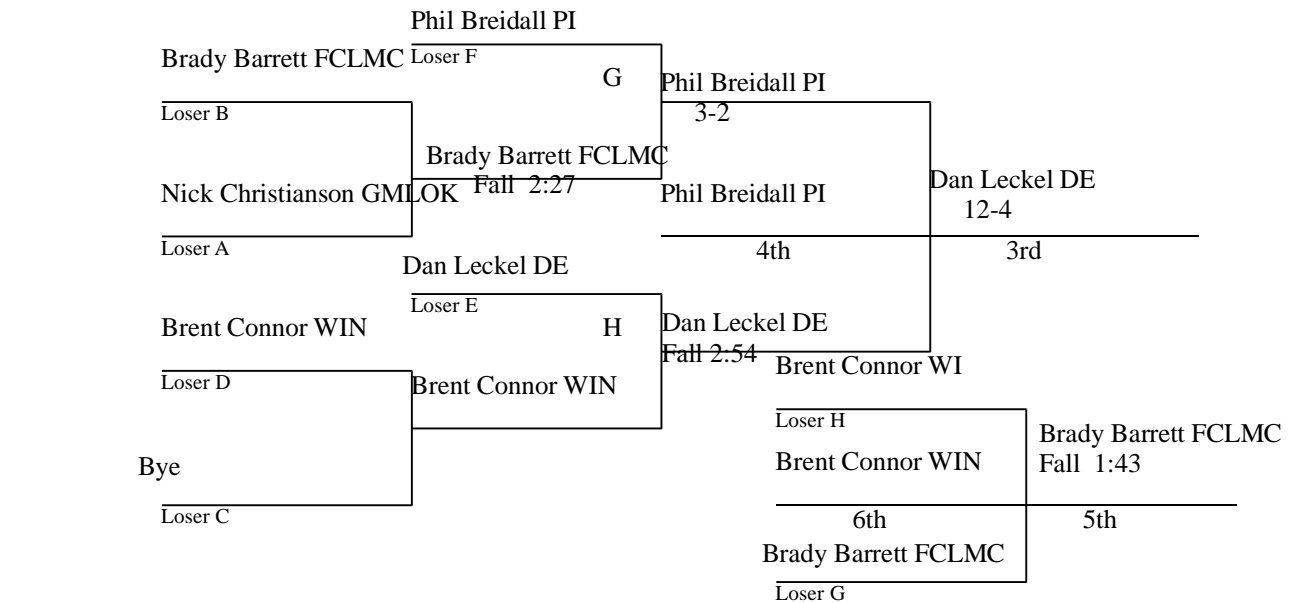 Phil Breidall PI
Brady Barrett FCLMC
Loser F
G
Phil Breidall PI
3-2
Loser B
Brady Barrett FCLMC
Fall 2:27
Nick Christianson GMLOK
Phil Breidall PI
Dan Leckel DE
12-4
Loser A
4th
3rd
Dan Leckel DE
Loser E
Brent Connor WIN
H
Dan Leckel DE
Fall 2:54
Brent Connor WI
Loser D
Brent Connor WIN
Loser H
Brady Barrett FCLMC
Bye
Brent Connor WIN
Fall 1:43
Loser C
6th
5th
Brady Barrett FCLMC
Loser G